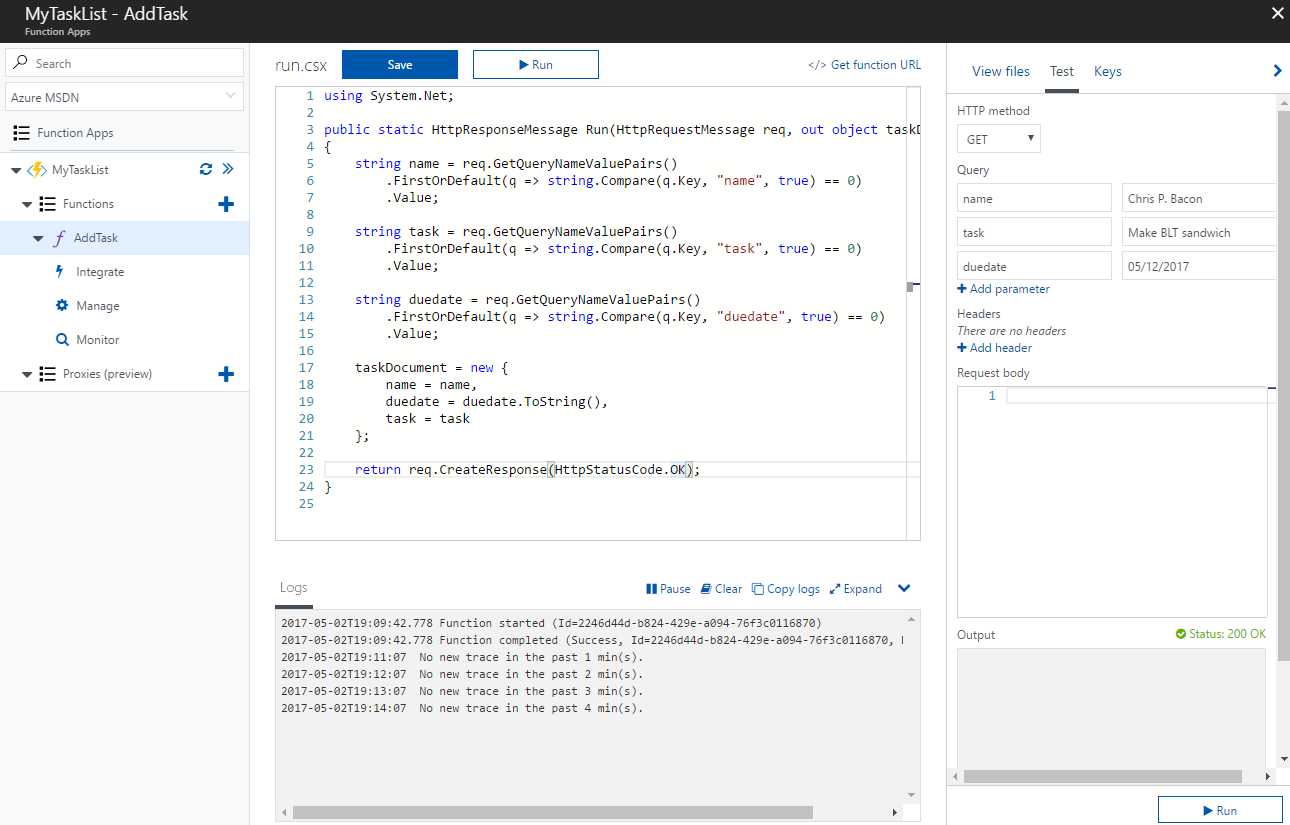 MyTaskList - AddTask
Function Apps
Search
Azure MSDN
Function Apps
MyTaskList
Functions
AddTask
Integrate
Manage
Monitor
Proxies (preview)
run.csx
Save
Run
</> Get function URL
1 using System.Net;
2
3 public static HttpResponseMessage Run(HttpRequestMessage req, out object taskD
4 {
5     string name = req.GetQueryNameValuePairs()
6         .FirstOrDefault(q => string.Compare(q.Key, "name", true) == 0)
7         .Value;
8
9     string task = req.GetQueryNameValuePairs()
10         .FirstOrDefault(q => string.Compare(q.Key, "task", true) == 0)
11         .Value;
12
13     string duedate = req.GetQueryNameValuePairs()
14         .FirstOrDefault(q => string.Compare(q.Key, "duedate", true) == 0)
15         .Value;
16
17     taskDocument = new {
18         name = name,
19         duedate = duedate.ToString(),
20         task = task
21     };
22
23     return req.CreateResponse(HttpStatusCode.OK);
24 }
25
Logs
Pause
Clear
Copy logs
Expand
2017-05-02T19:09:42.778 Function started (Id=2246d44d-b824-429e-a094-76f3c0116870)
2017-05-02T19:09:42.778 Function completed (Success, Id=2246d44d-b824-429e-a094-76f3c0116870,
2017-05-02T19:11:07  No new trace in the past 1 min(s).
2017-05-02T19:12:07  No new trace in the past 2 min(s).
2017-05-02T19:13:07  No new trace in the past 3 min(s).
2017-05-02T19:14:07  No new trace in the past 4 min(s).
View files
Test
Keys
HTTP method
GET
Query
name
Chris P. Bacon
task
Make BLT sandwich
duedate
05/12/2017
Add parameter
Headers
There are no headers
Add header
Request body
1
Output
Status: 200 OK
Run